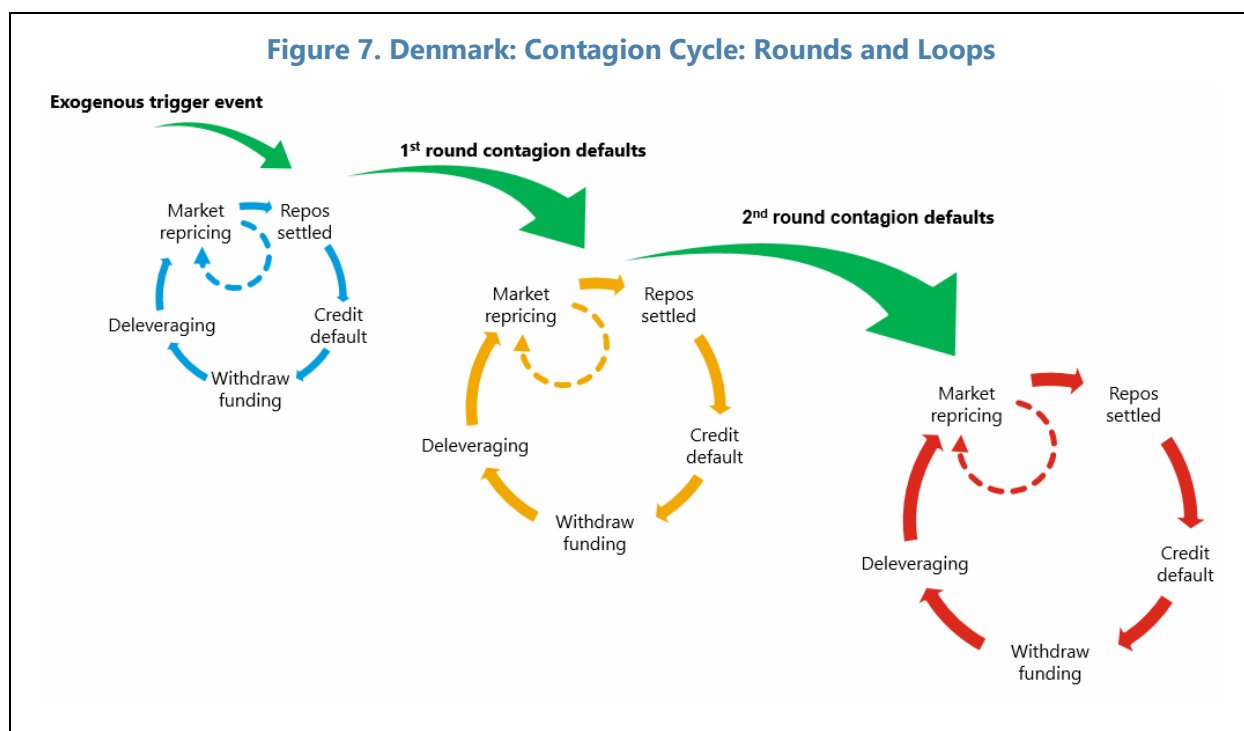 Figure 7. Denmark: Contagion Cycle: Rounds and Loops
Exogenous trigger event
1st round contagion defaults
2nd round contagion defaults
Market
repricing
Repos
settled
Credit
default
Withdraw
funding
Deleveraging
Market
repricing
Repos
settled
Credit
default
Withdraw
funding
Deleveraging
Market
repricing
Repos
settled
Credit
default
Withdraw
funding
Deleveraging